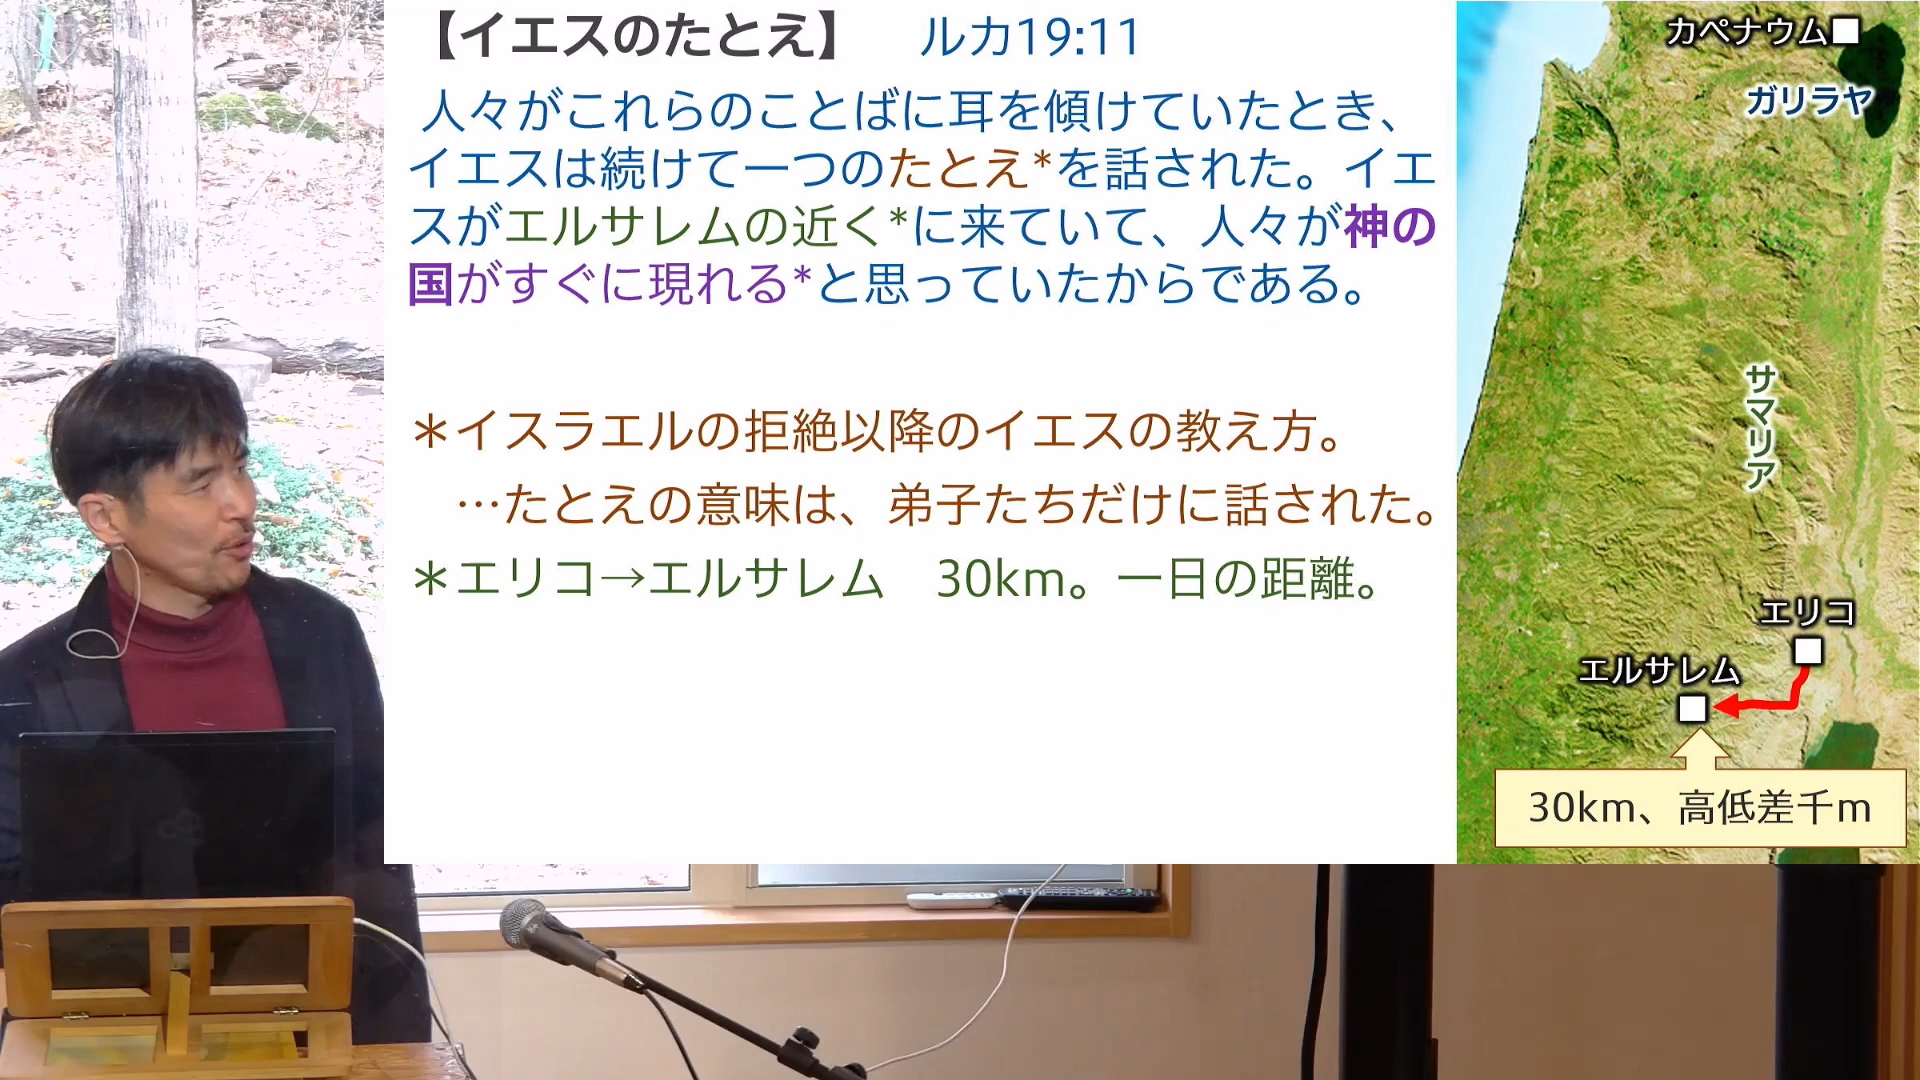 【イエスのたとえ】 ルカ19:11
人々がこれらのことばに耳を傾けていたとき、
イエスは続けて一つのたとえ*を話された。イエ
スがエルサレムの近く*に来ていて、人々が神の
国がすぐに現れる*と思っていたからである。
＊イスラエルの拒絶以降のイエスの教え方。
…たとえの意味は、弟子たちだけに話された。
＊エリコ→エルサレム　30km。一日の距離。
カペナウム
ガリラヤ
サマリア
エリコ
エルサレム
30km、高低差千m